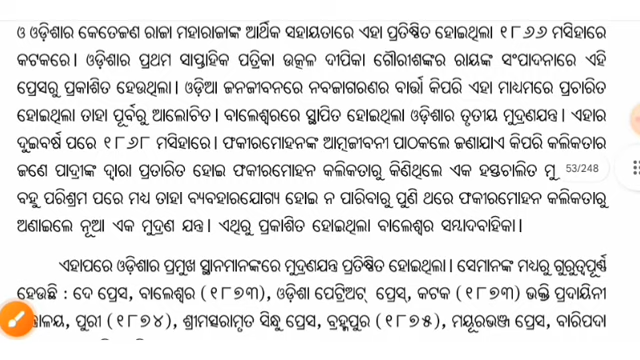 ଓ ଓଡ଼ିଶାର କେତେଜଣ ରାଜା ମହାରାଜାଙ୍କ ଆର୍ଥିକ ସହାୟତାରେ ଏହା ପ୍ରତିଷ୍ଠିତ ହୋଇଥିଲା ୧୮୬୬ ମସିହାରେ
କଟକରେ। ଓଡ଼ିଶାର ପ୍ରଥମ ସାପ୍ତାହିକ ପତ୍ରିକା ଉତ୍କଳ ଦୀପିକା ଗୌରୀଶଙ୍କର ରାୟଙ୍କ ସଂପାଦନାରେ ଏହି
ପ୍ରେସରୁ ପ୍ରକାଶିତ ହେଉଥିଲା। ଓଡ଼ିଆ ଜନଜୀବନରେ ନବଜାଗରଣର ବାର୍ତ୍ତା କିପରି ଏହା ମାଧ୍ୟମରେ ପ୍ରଚାରିତ
ହୋଇଥିଲା ତାହା ପୂର୍ବରୁ ଆଲୋଚିତ। ବାଲେଶ୍ୱରରେ ସ୍ଥାପିତ ହୋଇଥିଲା ଓଡ଼ିଶାର ତୃତୀୟ ମୁଦ୍ରଣଯନ୍ତ୍ର। ଏହାର
ଦୁଇବର୍ଷ ପରେ ୧୮୬୮ ମସିହାରେ। ଫକୀରମୋହନଙ୍କ ଆତ୍ମଜୀବନୀ ପାଠକଲେ ଜଣାଯାଏ କିପରି କଲିକତାର
ଜଣେ ପାଦ୍ରୀଙ୍କ ଦ୍ୱାରା ପ୍ରତାରିତ ହୋଇ ଫକୀରମୋହନ କଲିକତାରୁ କିଣିଥିଲେ ଏକ ହସ୍ତଚାଳିତ ମୁ 53/248
ବହୁ ପରିଶ୍ରମ ପରେ ମଧ୍ୟ ତାହା ବ୍ୟବହାରଯୋଗ୍ୟ ହୋଇ ନ ପାରିବାରୁ ପୁଣି ଥରେ ଫକୀରମୋହନ କଲିକତାରୁ
ଅଣାଇଲେ ନୂଆ ଏକ ମୁଦ୍ରଣ ଯନ୍ତ୍ର। ଏଥିରୁ ପ୍ରକାଶିତ ହୋଇଥିଲା ବାଲେଶ୍ୱର ସମ୍ବାଦବାହିକା।
ଏହାପରେ ଓଡ଼ିଶାର ପ୍ରମୁଖ ସ୍ଥାନମାନଙ୍କରେ ମୁଦ୍ରଣଯନ୍ତ୍ର ପ୍ରତିଷ୍ଠିତ ହୋଇଥିଲା। ସେମାନଙ୍କ ମଧ୍ୟରୁ ଗୁରୁତ୍ୱପୂର୍ଣ୍ଣ
ହେଉଛି : ଦେ ପ୍ରେସ, ବାଲେଶ୍ୱର (୧୮୭୩), ଓଡ଼ିଶା ପେଟ୍ରିଅଟ୍ ପ୍ରେସ୍, କଟକ (୧୮୭୩) ଭକ୍ତି ପ୍ରଦାୟିନୀ
ପୁରୀ (୧୮୭୪), ଶ୍ରୀମତ୍ସରାମୃତ ସିନ୍ଧୁ ପ୍ରେସ, ବ୍ରହ୍ମପୁର (୧୮୭୫), ମୟୂରଭଞ୍ଜ ପ୍ରେସ, ବାରିପଦା